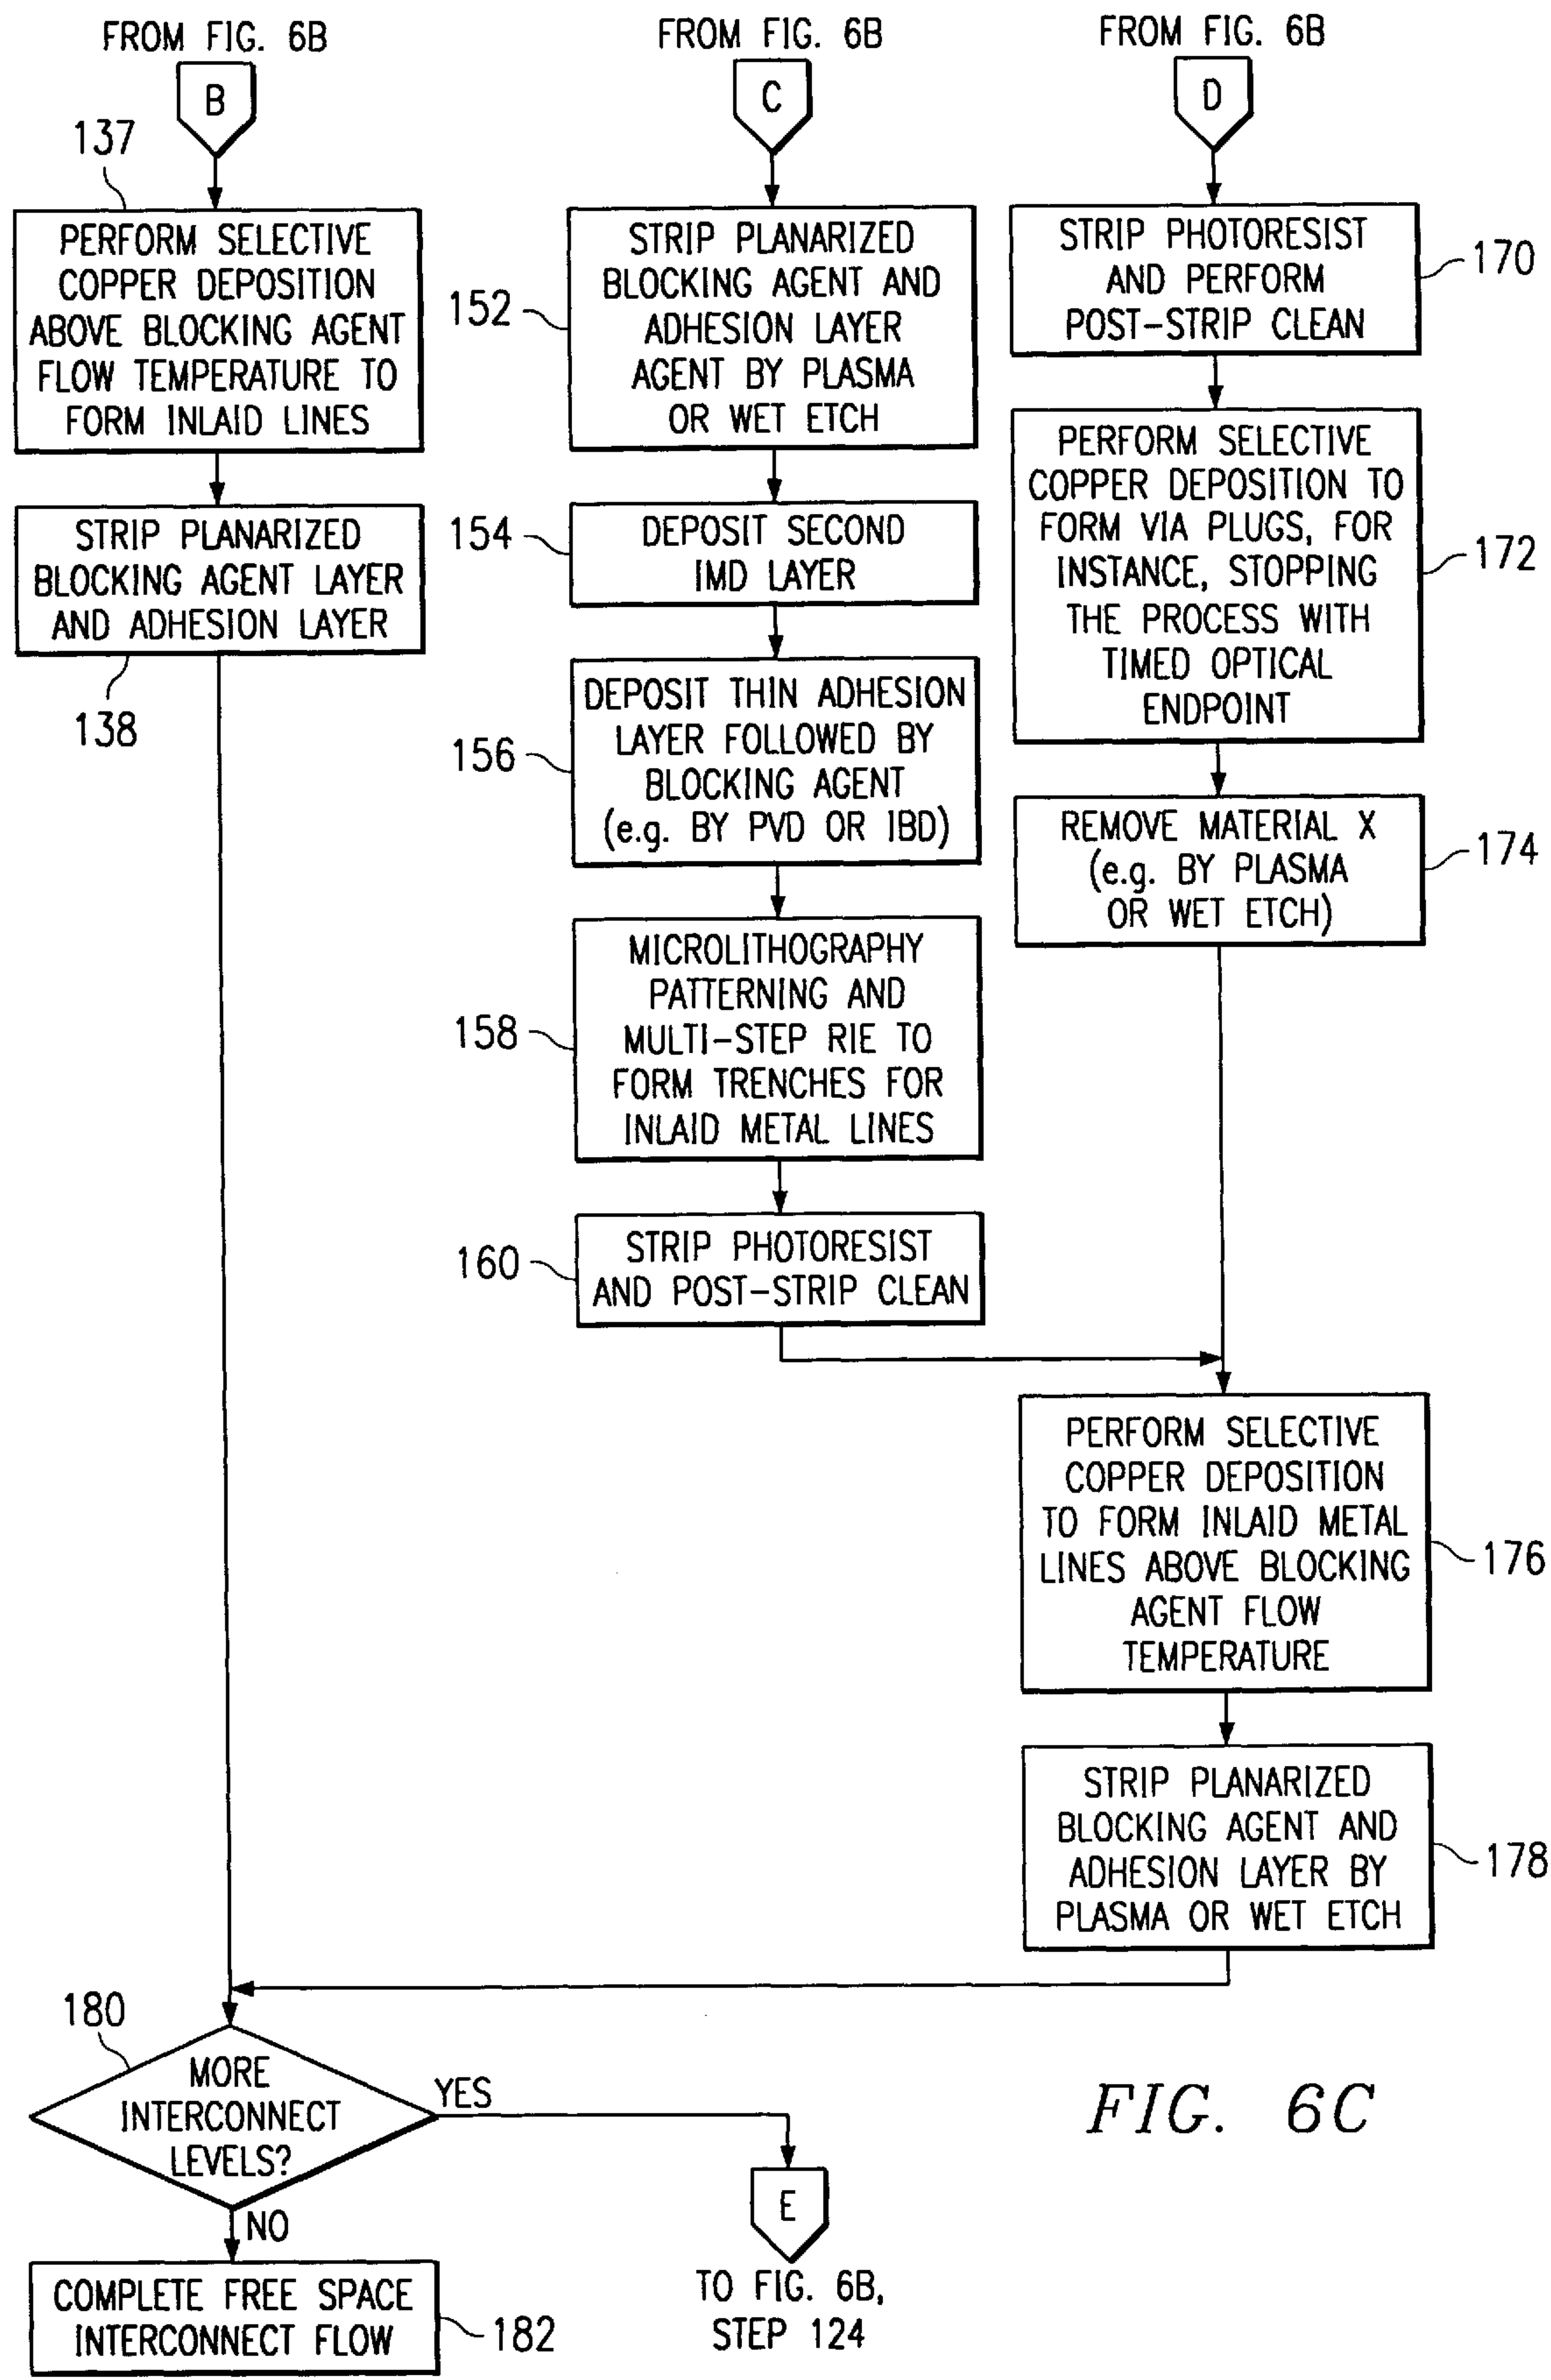 FROM FIG. 6B
B
137
PERFORM SELECTIVE
COPPER DEPOSITION
ABOVE BLOCKING AGENT
FLOW TEMPERATURE TO
FORM INLAID LINES
STRIP PLANARIZED
BLOCKING AGENT LAYER
AND ADHESION LAYER
138
FROM FIG. 6B
C
152
STRIP PLANARIZED
BLOCKING AGENT AND
ADHESION LAYER
AGENT BY PLASMA
OR WET ETCH
154
DEPOSIT SECOND
IMD LAYER
156
DEPOSIT THIN ADHESION
LAYER FOLLOWED BY
BLOCKING AGENT
(e.g. BY PVD OR IBD)
158
MICROLITHOGRAPHY
PATTERNING AND
MULTI-STEP RIE TO
FORM TRENCHES FOR
INLAID METAL LINES
160
STRIP PHOTORESIST
AND POST-STRIP CLEAN
FROM FIG. 6B
D
STRIP PHOTORESIST
AND PERFORM
POST-STRIP CLEAN
170
PERFORM SELECTIVE
COPPER DEPOSITION TO
FORM VIA PLUGS, FOR
INSTANCE, STOPPING
THE PROCESS WITH
TIMED OPTICAL
ENDPOINT
172
REMOVE MATERIAL X
(e.g. BY PLASMA
OR WET ETCH)
174
PERFORM SELECTIVE
COPPER DEPOSITION
TO FORM INLAID METAL
LINES ABOVE BLOCKING
AGENT FLOW
TEMPERATURE
176
STRIP PLANARIZED
BLOCKING AGENT AND
ADHESION LAYER BY
PLASMA OR WET ETCH
178
180
MORE
INTERCONNECT
LEVELS?
YES
NO
E
TO FIG. 6B,
STEP 124
COMPLETE FREE SPACE
INTERCONNECT FLOW
182
FIG. 6C